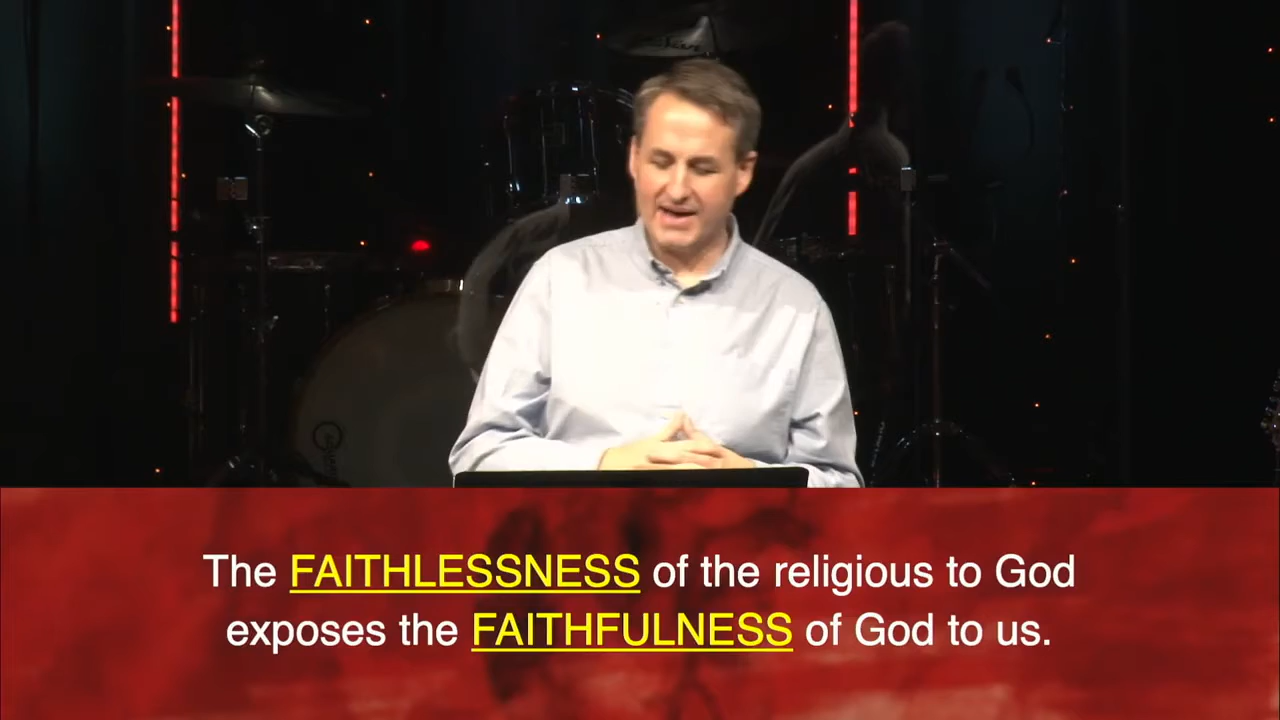 The FAITHLESSNESS of the religious to God
exposes the FAITHFULNESS of God to us.